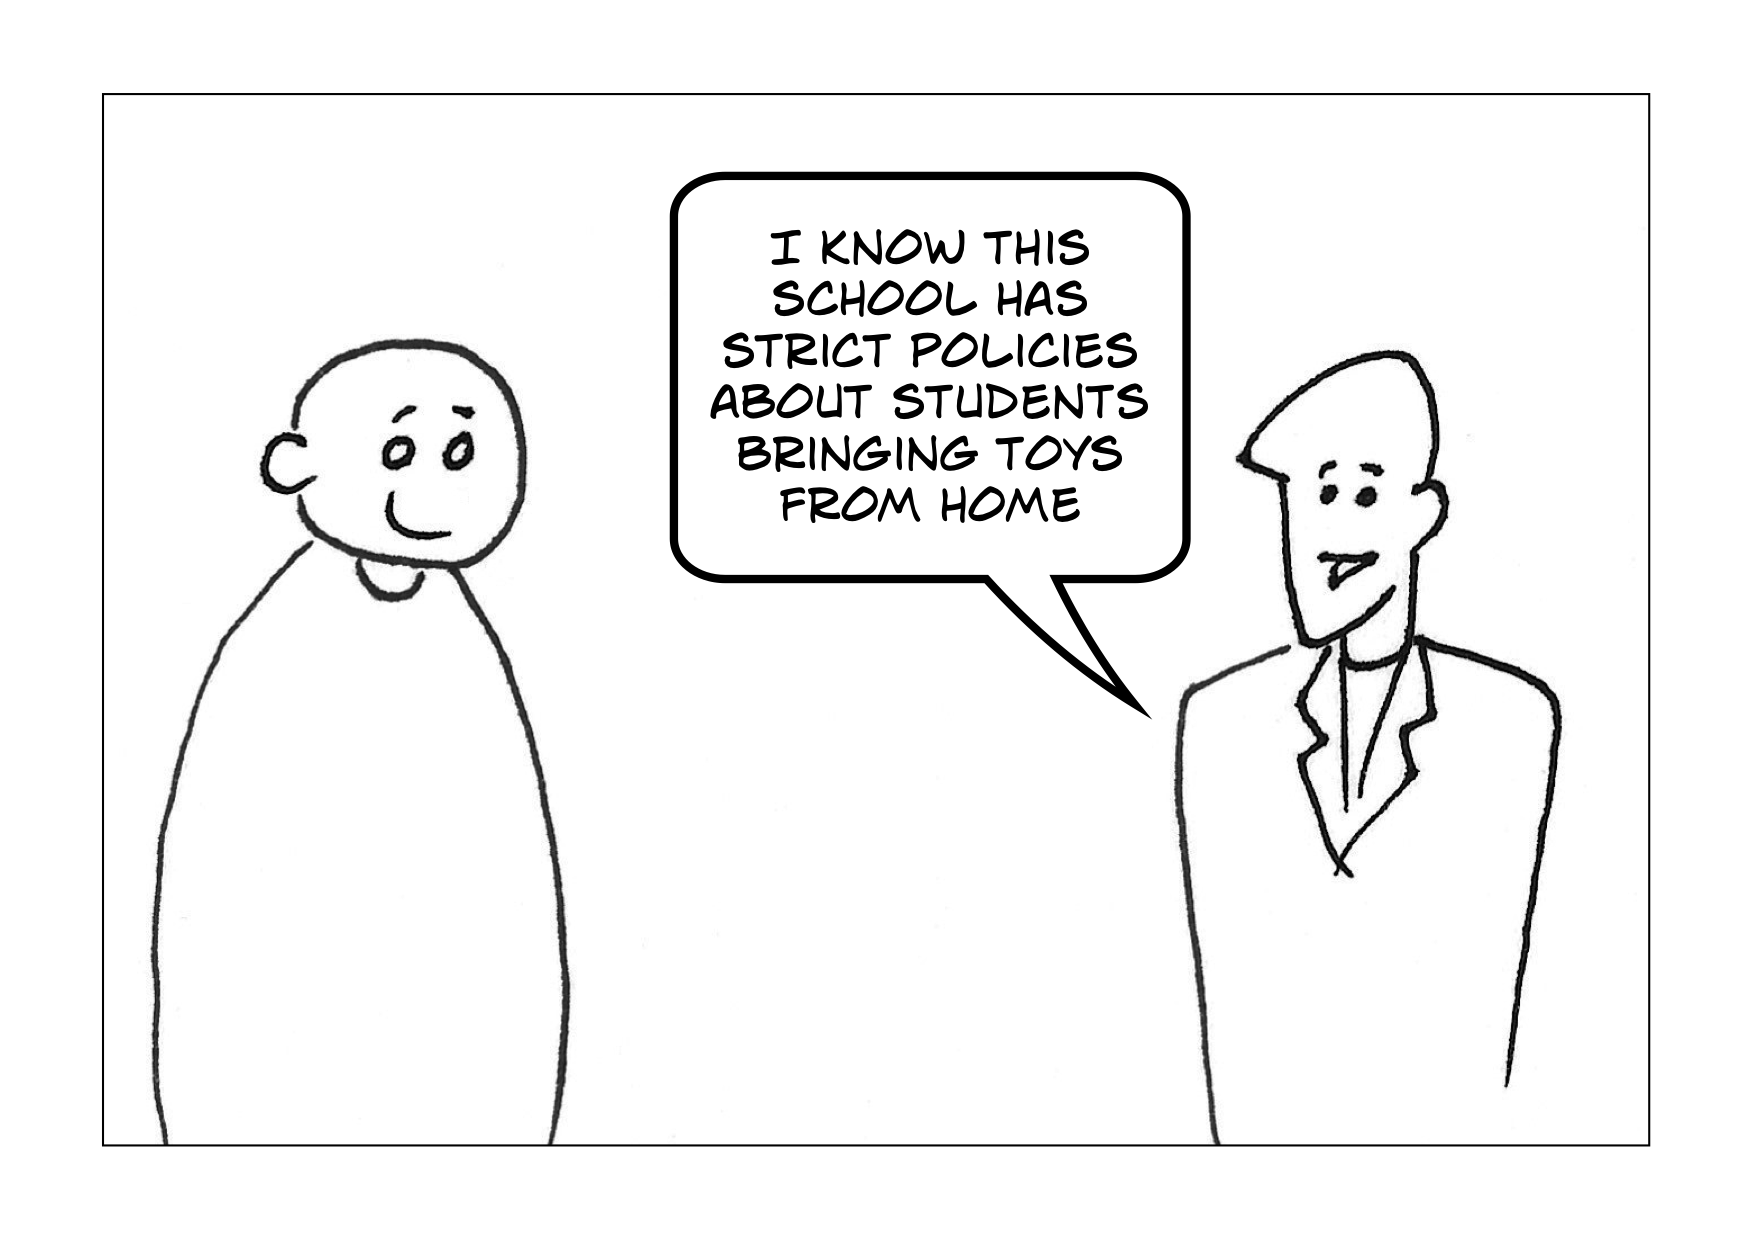 I KNOW THIS
SCHOOL HAS
STRICT POLICIES
ABOUT STUDENTS
BRINGING TOYS
FROM HOME